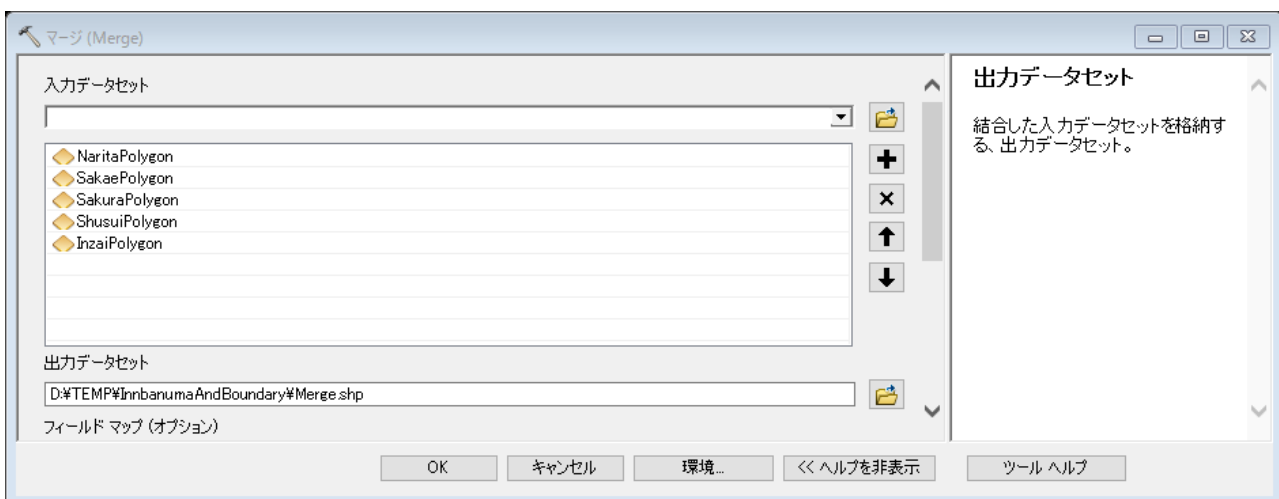 マージ (Merge)
入力データセット
NaritaPolygon
SakaePolygon
SakuraPolygon
ShusuiPolygon
InzaiPolygon
出力データセット
D:¥TEMP¥InnbanumaAndBoundary¥Merge.shp
フィールド マップ (オプション)
出力データセット
結合した入力データセットを格納す
る、出力データセット。
OK
キャンセル
環境...
<< ヘルプを非表示
ツール ヘルプ